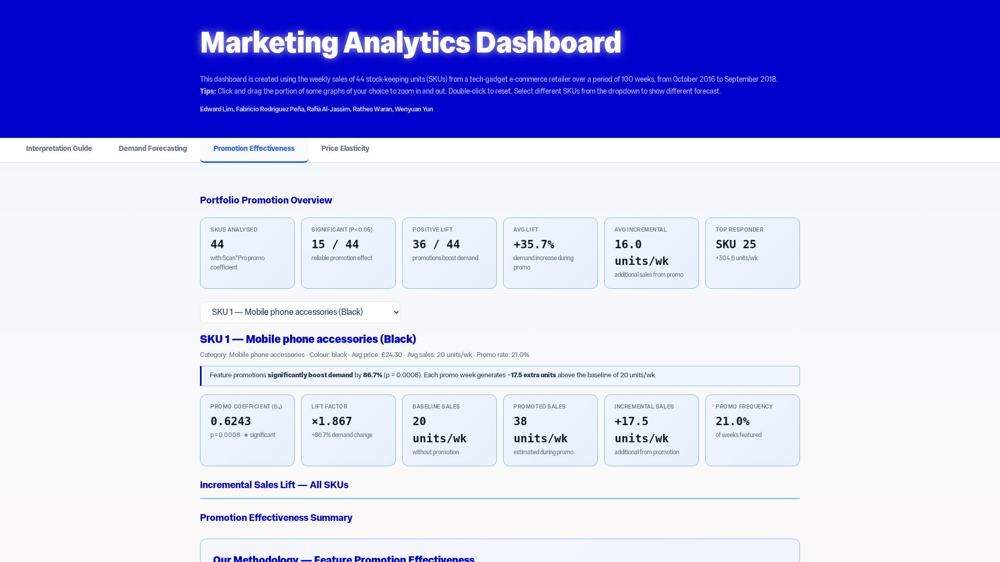 Marketing Analytics Dashboard
This dashboard is created using the weekly sales of 44 stock-keeping units (SKUs) from a tech-gadget e-commerce retailer over a period of 100 weeks, from October 2016 to September 2018.
Tips: Click and drag the portion of some graphs of your choice to zoom in and out. Double-click to reset. Select different SKUs from the dropdown to show different forecast.
Edward Lim, Fabricio Rodriguez Peña, Rafia Al-Jassim, Rathes Waran, Wenyuan Yun
Interpretation Guide
Demand Forecasting
Promotion Effectiveness
Price Elasticity
Portfolio Promotion Overview
SKUS ANALYSED
44
with Scan*Pro promo
coefficient
SIGNIFICANT (P<0.05)
15 / 44
reliable promotion effect
POSITIVE LIFT
36 / 44
promotions boost demand
AVG LIFT
+35.7%
demand increase during
promo
AVG INCREMENTAL
16.0
units/wk
additional sales from promo
TOP RESPONDER
SKU 25
+304.6 units/wk
SKU 1 — Mobile phone accessories (Black)
SKU 1 — Mobile phone accessories (Black)
Category: Mobile phone accessories · Colour: black · Avg price: £24.30 · Avg sales: 20 units/wk · Promo rate: 21.0%
Feature promotions significantly boost demand by 86.7% (p = 0.0008). Each promo week generates ~17.5 extra units above the baseline of 20 units/wk.
PROMO COEFFICIENT (Β₂)
0.6243
p = 0.0008 · ★ significant
LIFT FACTOR
×1.867
+86.7% demand change
BASELINE SALES
20
units/wk
without promotion
PROMOTED SALES
38
units/wk
estimated during promo
INCREMENTAL SALES
+17.5
units/wk
additional from promotion
PROMO FREQUENCY
21.0%
of weeks featured
Incremental Sales Lift — All SKUs
Promotion Effectiveness Summary
Our Methodology — Feature Promotion Effectiveness